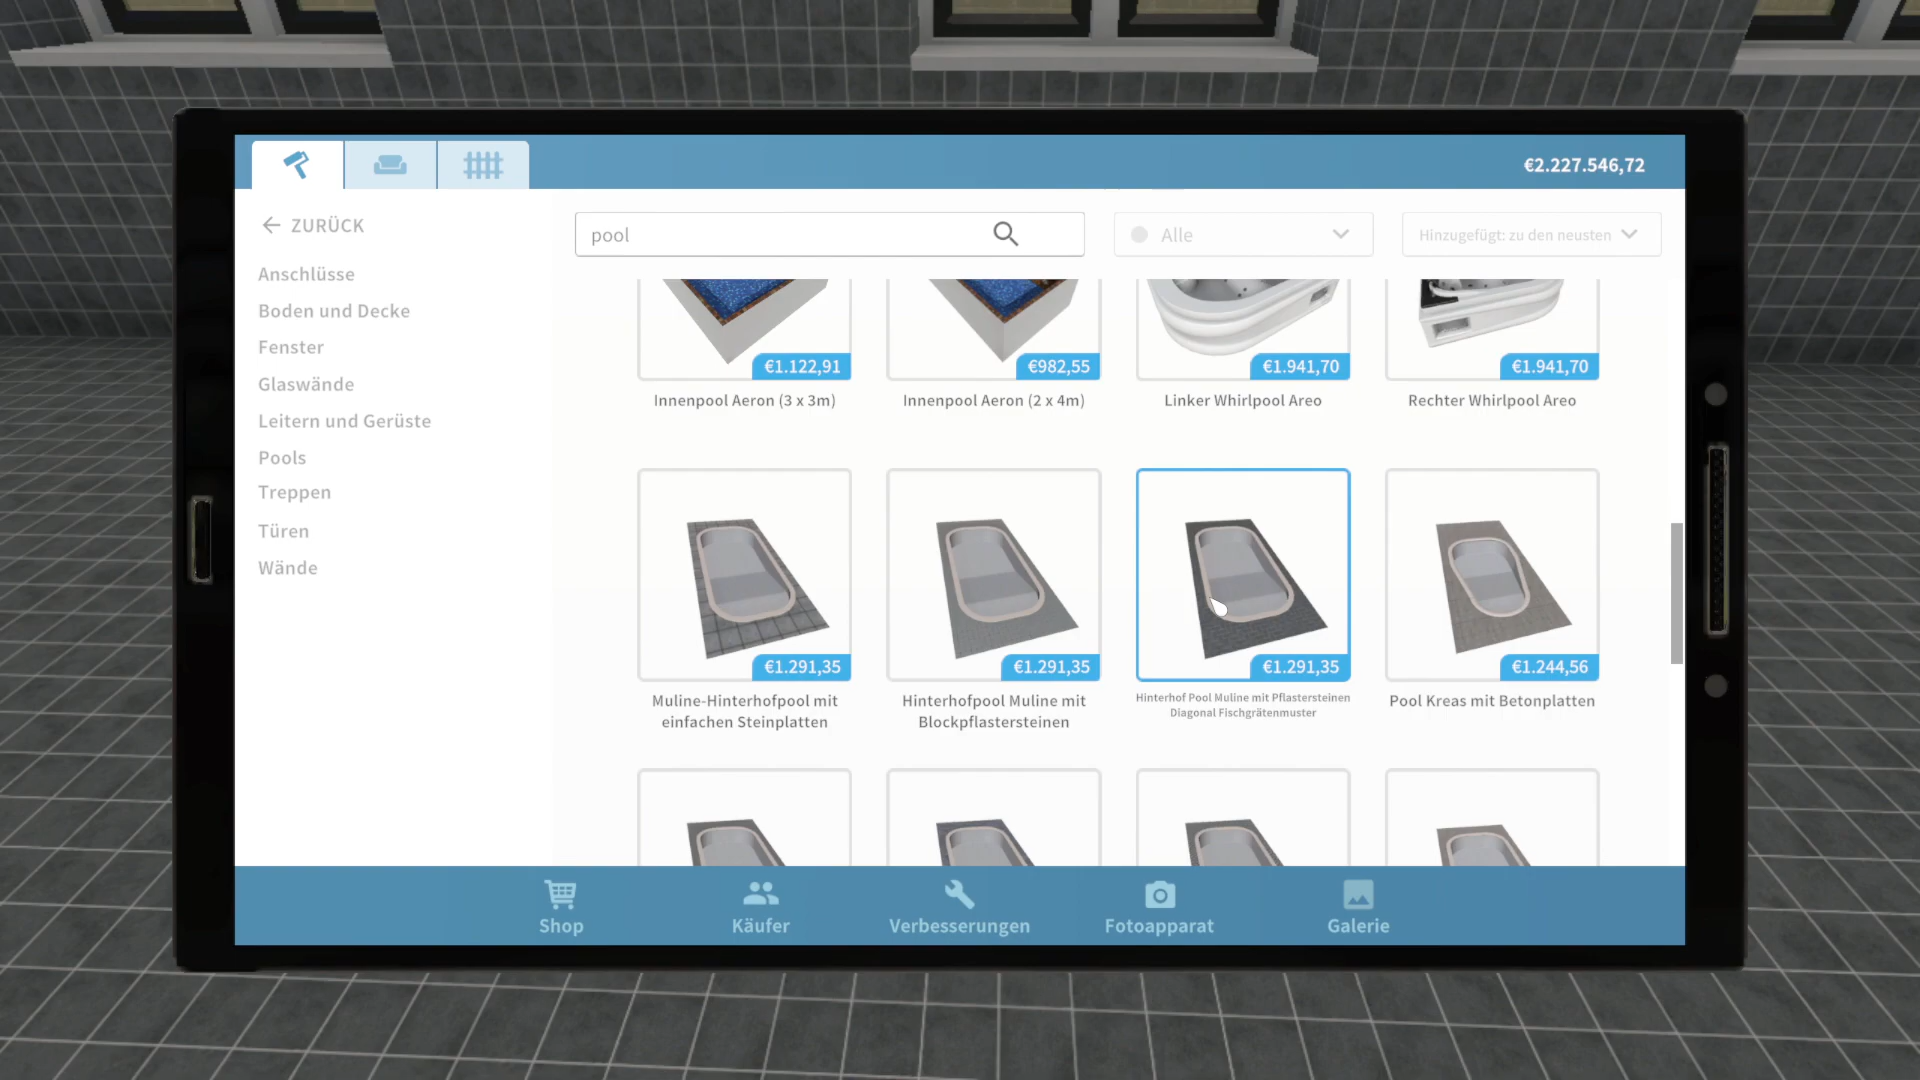 €2.227.546,72
ZURÜCK
pool
Alle
Hinzugefügt: zu den neusten
Anschlüsse
Boden und Decke
Fenster
Glaswände
Leitern und Gerüste
Pools
Treppen
Türen
Wände
€1.122,91
€982,55
€1.941,70
€1.941,70
Innenpool Aeron (3 x 3m)
Innenpool Aeron (2 x 4m)
Linker Whirlpool Areo
Rechter Whirlpool Areo
€1.291,35
€1.291,35
€1.291,35
€1.244,56
Muline-Hinterhofpool mit
einfachen Steinplatten
Hinterhofpool Muline mit
Blockpflastersteinen
Hinterhof Pool Muline mit Pflastersteinen
Diagonal Fischgrätenmuster
Pool Kreas mit Betonplatten
Shop
Käufer
Verbesserungen
Fotoapparat
Galerie